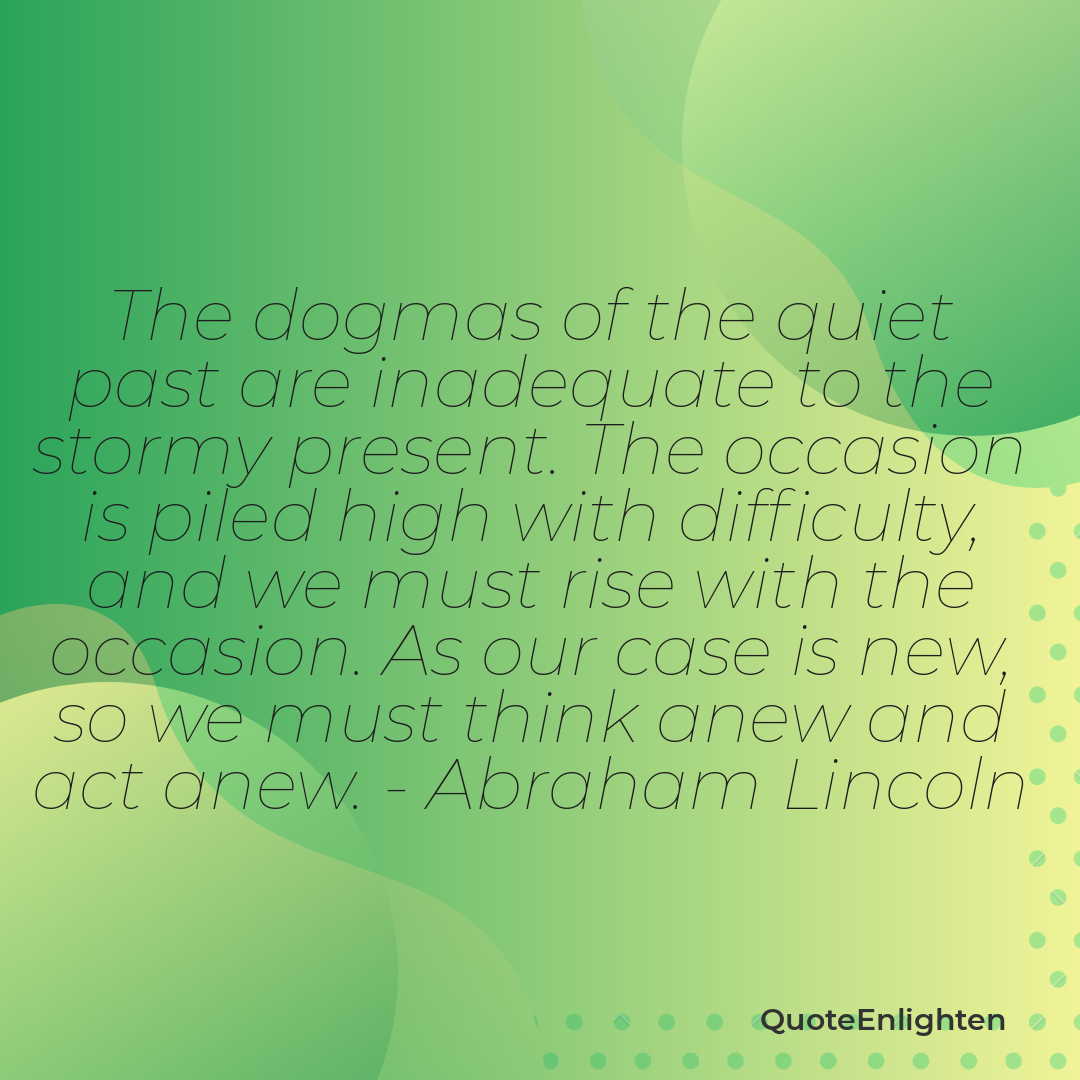 The dogmas of the quiet
past are inadequate to the
stormy present. The occasion
is piled high with difficulty,
and we must rise with the
occasion. As our case is new,
so we must think anew and
act anew. - Abraham Lincoln
QuoteEnlighten